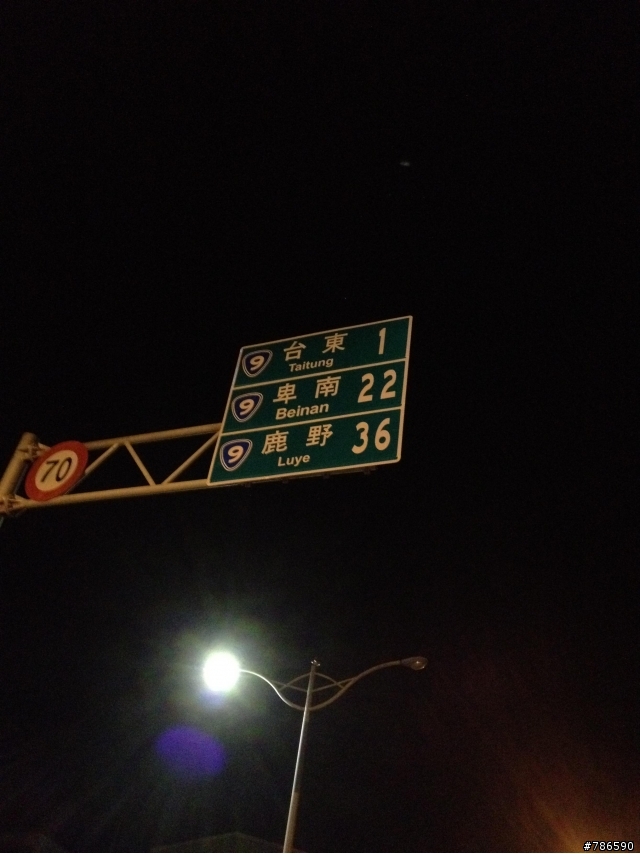 9 台東 1
Taitung
9 卑南 22
Beinan
9 鹿野 36
Luye
70
#786590